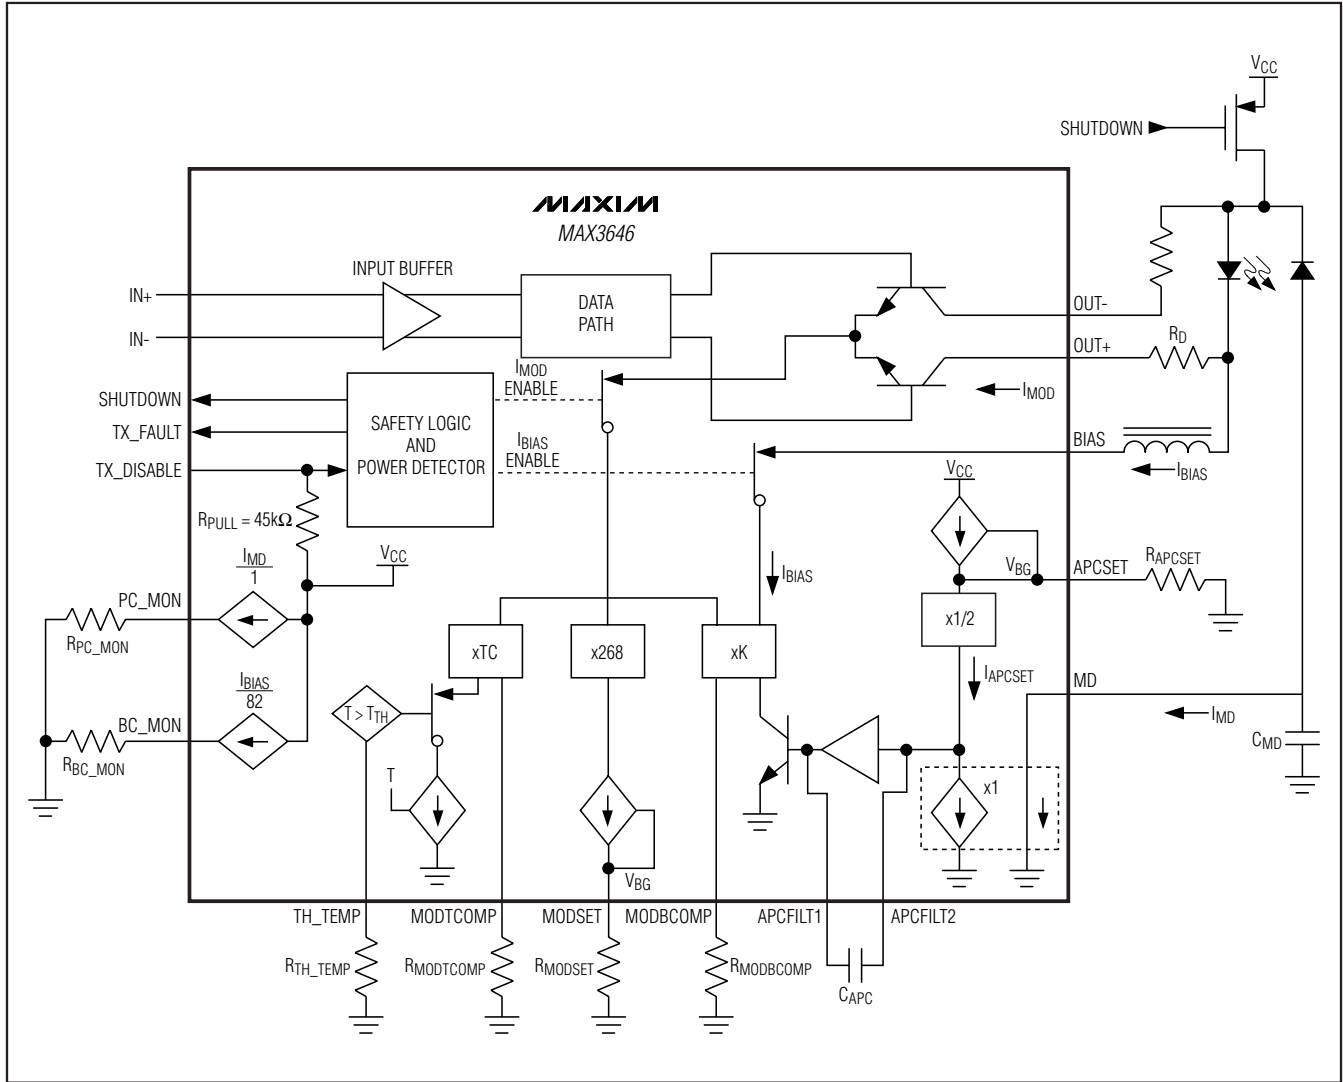 VCC
SHUTDOWN
MAXIM
MAX3646
INPUT BUFFER
IN+
IN-
DATA
PATH
OUT-
OUT+
RD
IMOD
IMOD
ENABLE
SHUTDOWN
TX_FAULT
TX_DISABLE
SAFETY LOGIC
AND
POWER DETECTOR
IBIAS
ENABLE
BIAS
IBIAS
RPULL = 45kΩ
VCC
VCC
IBIAS
VBG
APCSET
RAPCSET
IMD
1
PC_MON
RPC_MON
xTC
x268
xK
x1/2
IAPCSET
MD
IMD
CMD
IBIAS
82
BC_MON
RBC_MON
T > TTH
T
x1
VBG
TH_TEMP
MODTCOMP
MODSET
MODBCOMP
APCFILT1
APCFILT2
RTH_TEMP
RMODTCOMP
RMODSET
RMODBCOMP
CAPC